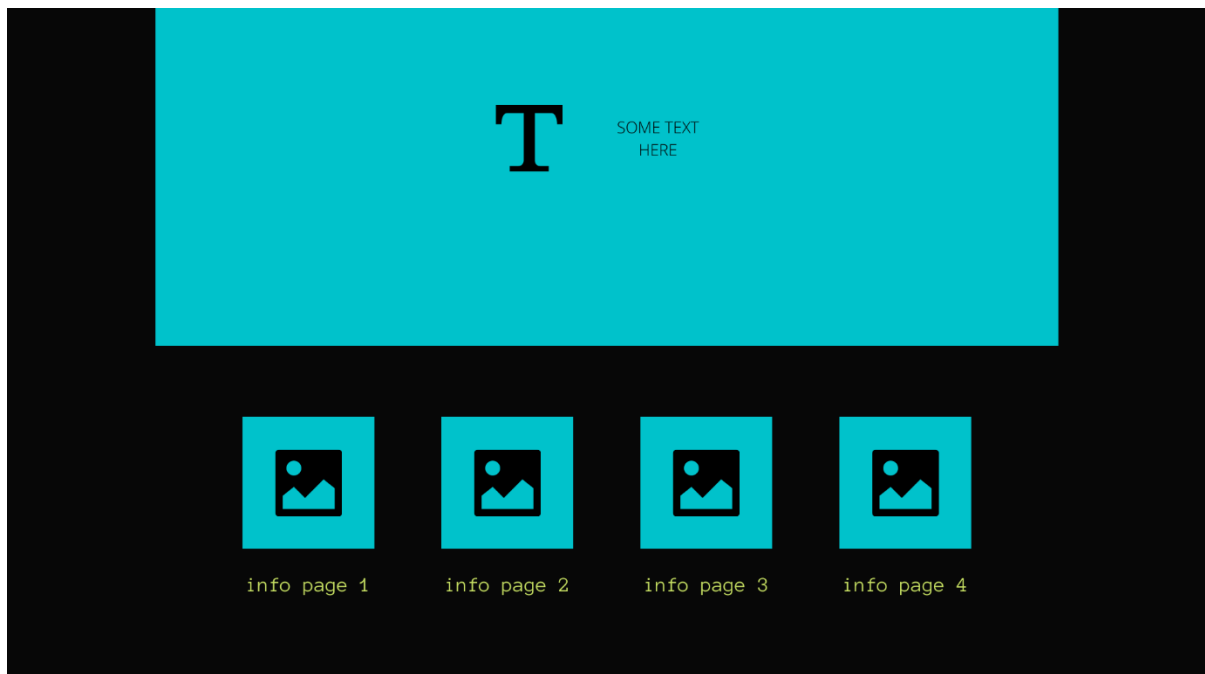 T
SOME TEXT
HERE
info page 1
info page 2
info page 3
info page 4